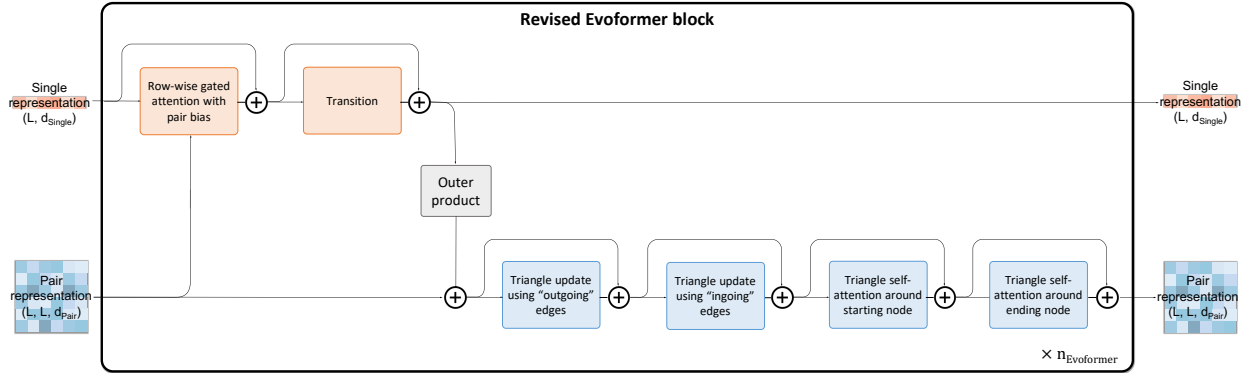 Revised Evoformer block
Single
representation
(L, dSingle)
Row-wise gated
attention with
pair bias
Transition
Single
representation
(L, dSingle)
Outer
product
Pair
representation
(L, L, dPair)
Triangle update
using “outgoing”
edges
Triangle update
using “ingoing”
edges
Triangle self-
attention around
starting node
Triangle self-
attention around
ending node
Pair
representation
(L, L, dPair)
× nEvoformer